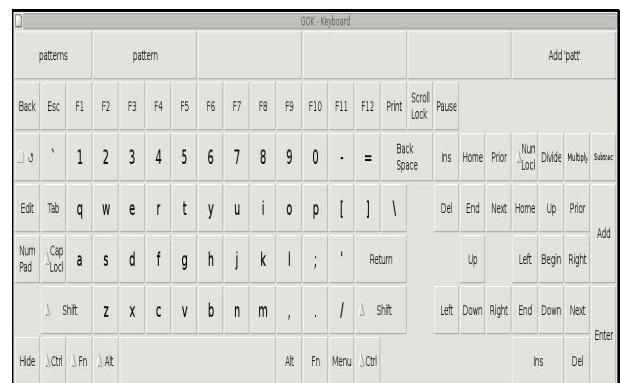 GOK - Keyboard
patterns pattern Add 'patt'
Back Esc F1 F2 F3 F4 F5 F6 F7 F8 F9 F10 F11 F12 Print Scroll Lock Pause
` 1 2 3 4 5 6 7 8 9 0 - = Back Space Ins Home Prior Num Lock Divide Multiply Subtrac
Edit Tab q w e r t y u i o p [ ] \ Del End Next Home Up Prior
Add
Num Pad Cap Loc a s d f g h j k l ; ' Return Up Left Begin Right
Shift z x c v b n m , . / Shift Left Down Right End Down Next
Enter
Hide Ctrl Fn Alt Alt Fn Menu Ctrl Ins Del